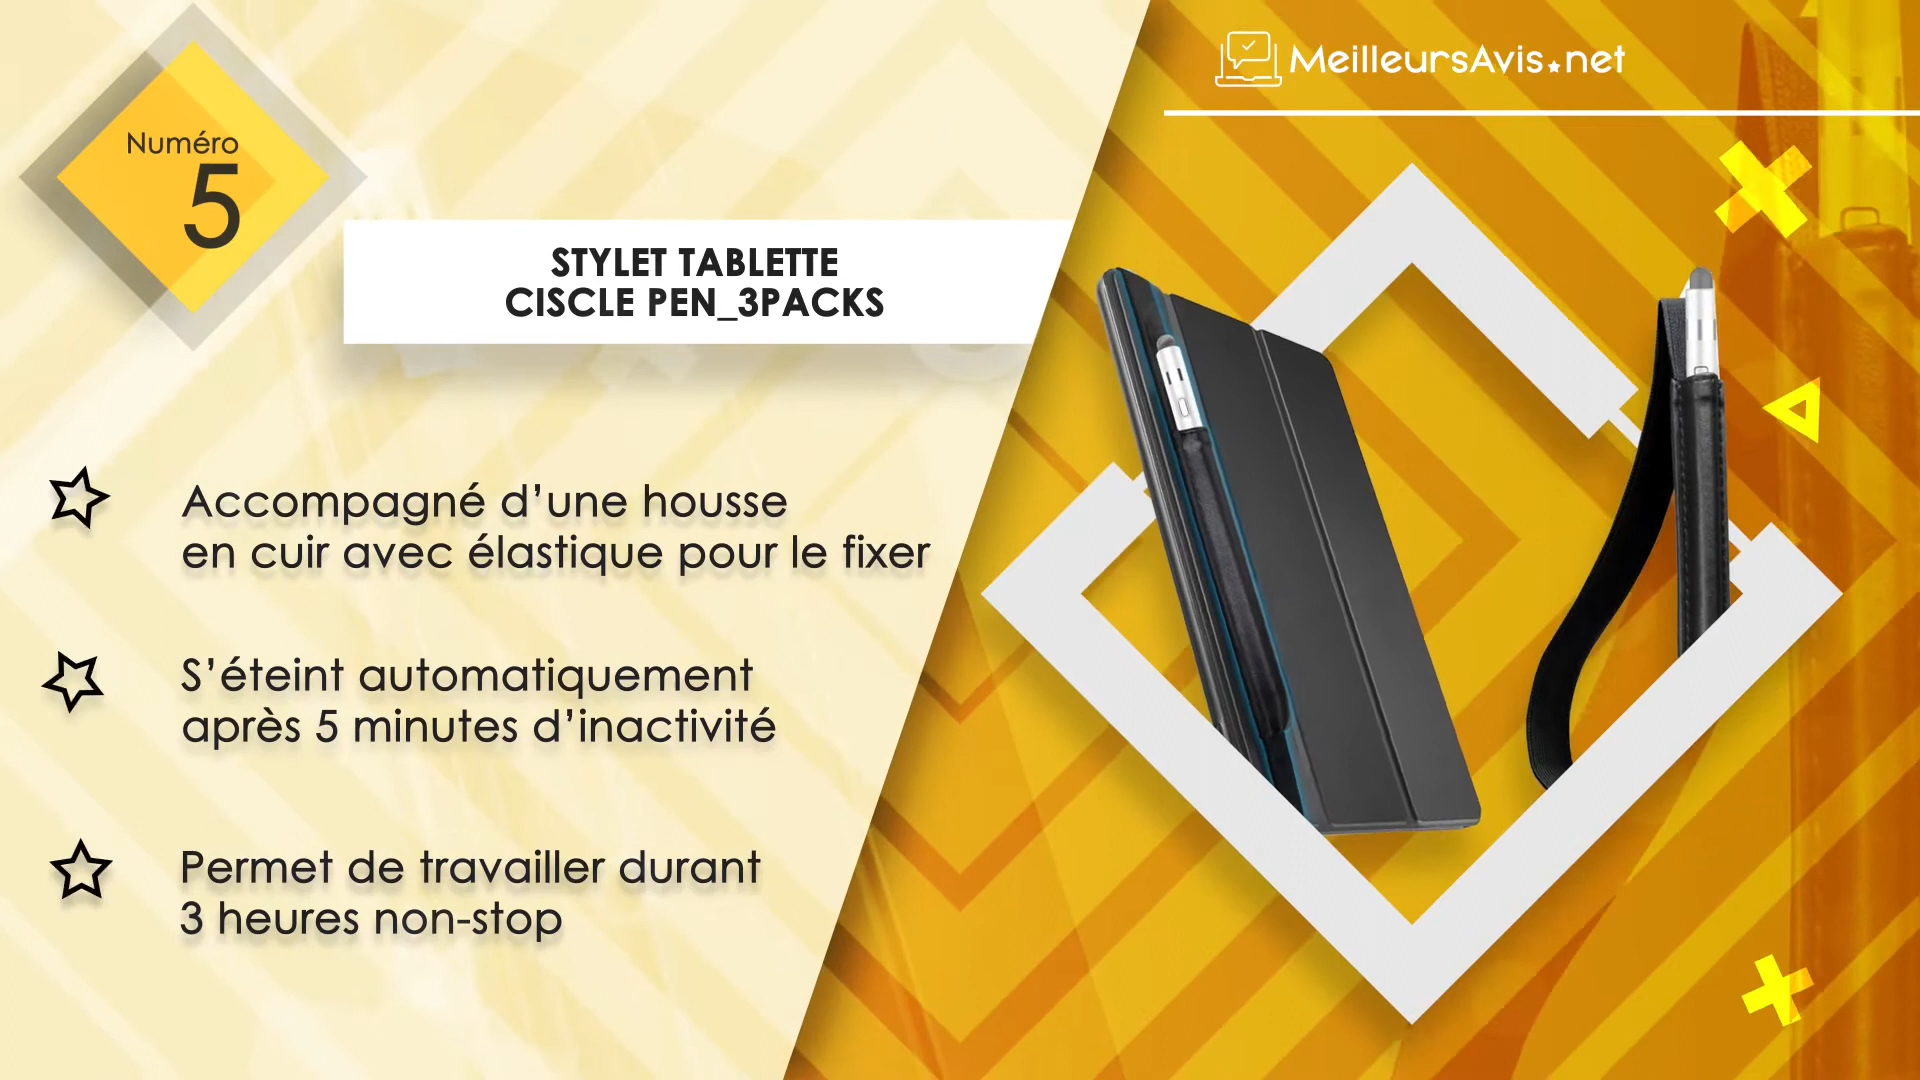 Numéro
5
MeilleursAvis.net
STYLET TABLETTE
CISCLE PEN_3PACKS
Accompagné d’une housse
en cuir avec élastique pour le fixer
S’éteint automatiquement
après 5 minutes d’inactivité
Permet de travailler durant
3 heures non-stop